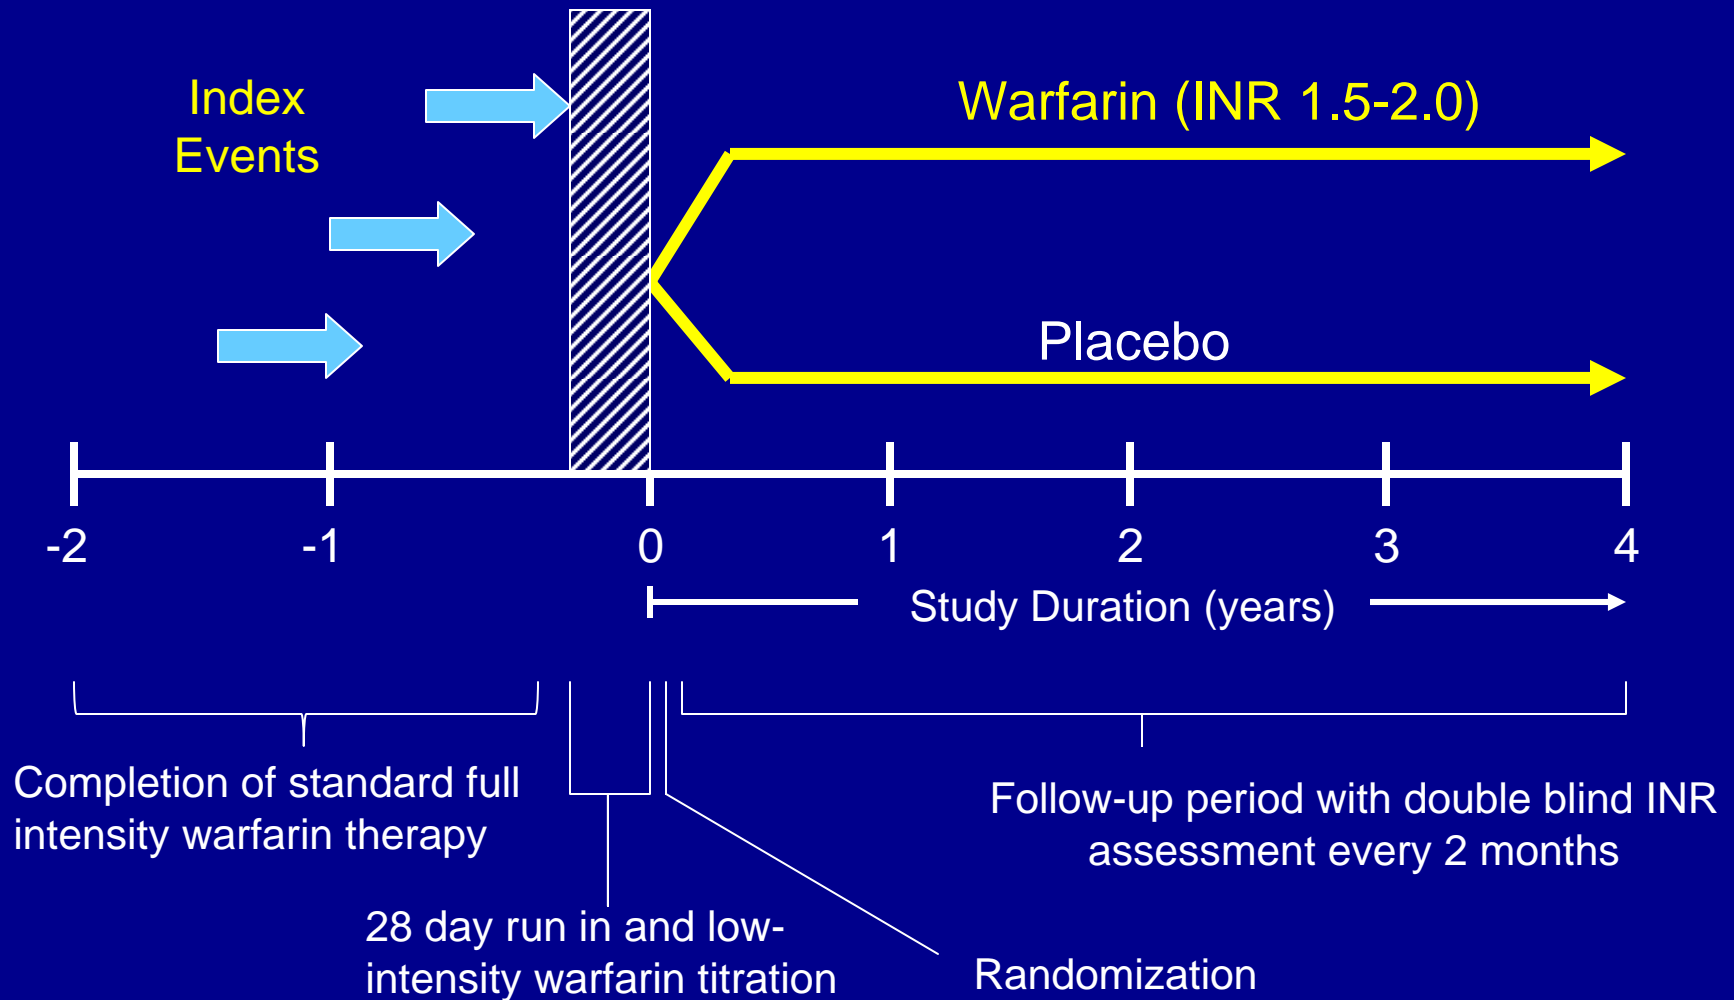 Index
Events
Warfarin (INR 1.5-2.0)
Placebo
-2
-1
0
1
2
3
4
Study Duration (years)
Completion of standard full
intensity warfarin therapy
28 day run in and low-
intensity warfarin titration
Randomization
Follow-up period with double blind INR
assessment every 2 months